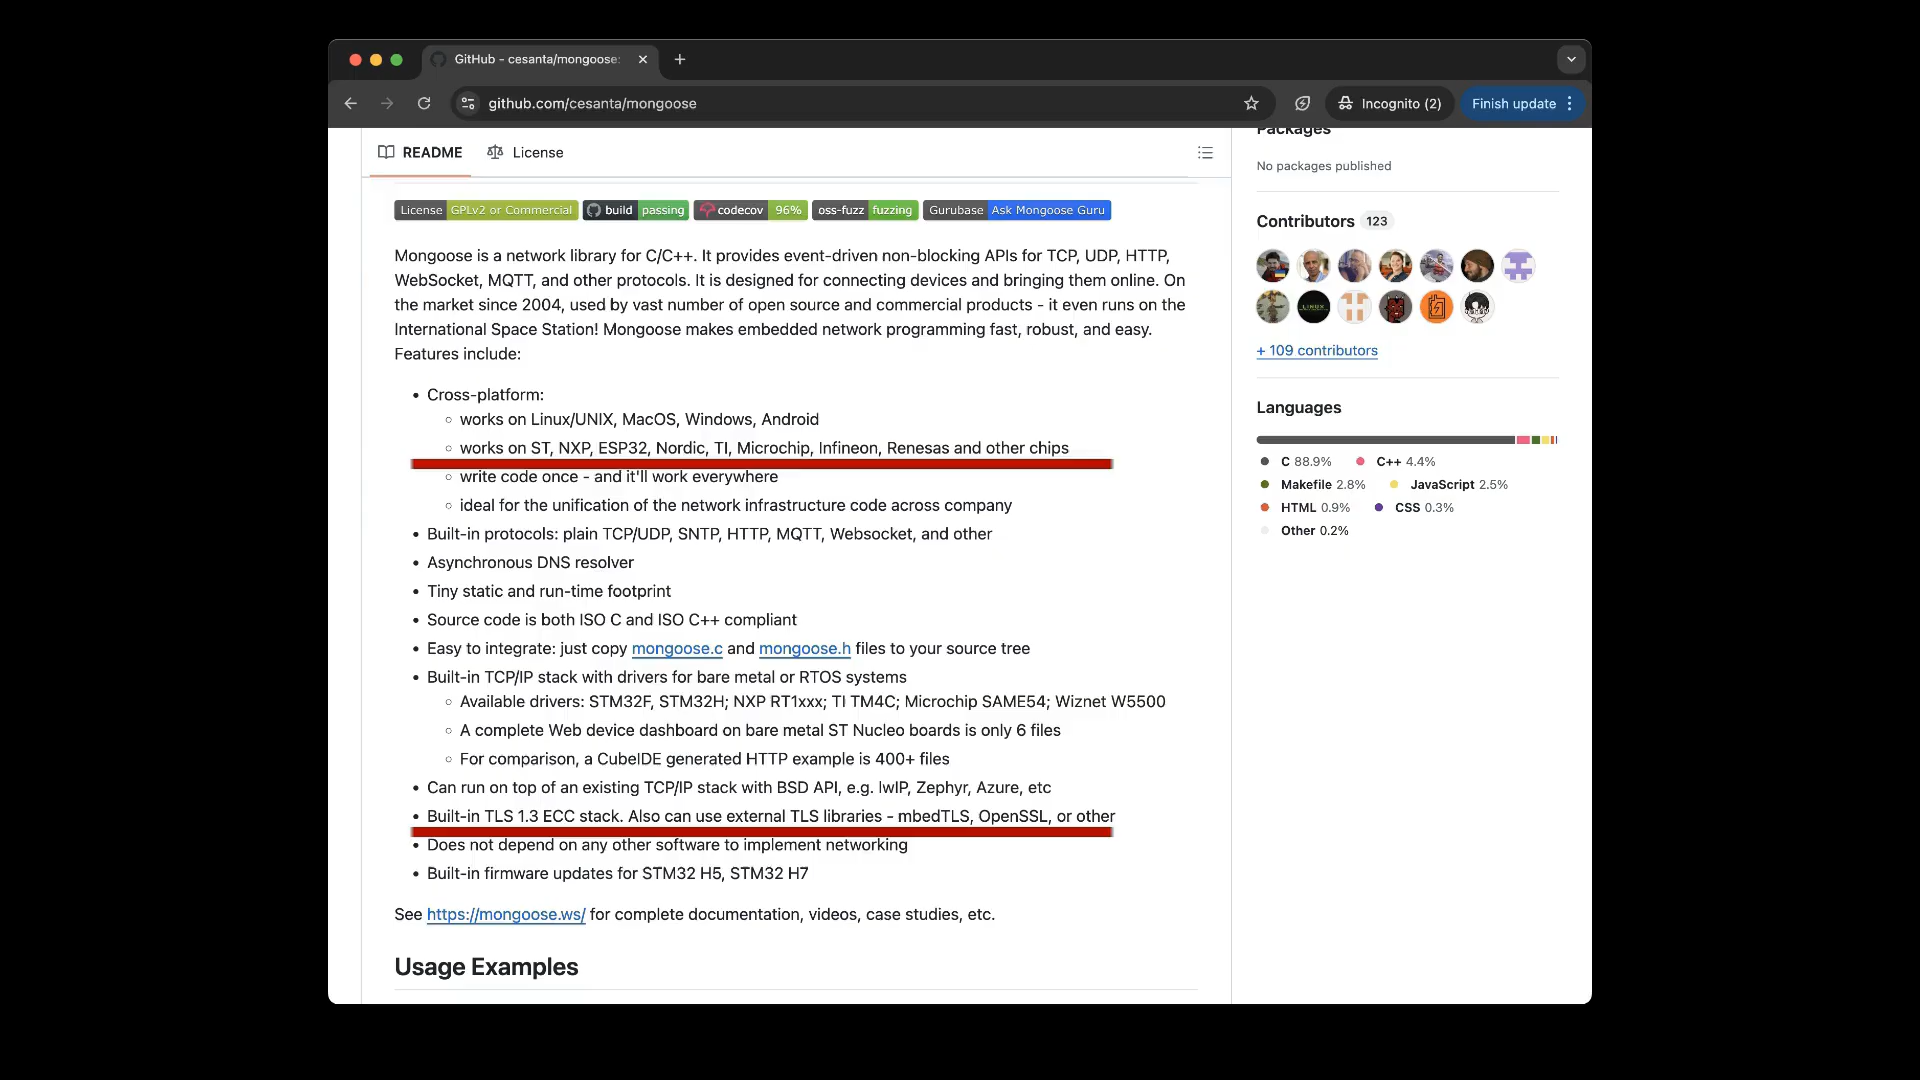 GitHub - cesanta/mongoose:
github.com/cesanta/mongoose
Incognito (2)
Finish update
README
License
License GPLv2 or Commercial
build passing
codecov 96%
oss-fuzz fuzzing
Gurubase Ask Mongoose Guru
Mongoose is a network library for C/C++. It provides event-driven non-blocking APIs for TCP, UDP, HTTP,
WebSocket, MQTT, and other protocols. It is designed for connecting devices and bringing them online. On
the market since 2004, used by vast number of open source and commercial products - it even runs on the
International Space Station! Mongoose makes embedded network programming fast, robust, and easy.
Features include:
• Cross-platform:
◦ works on Linux/UNIX, MacOS, Windows, Android
◦ works on ST, NXP, ESP32, Nordic, TI, Microchip, Infineon, Renesas and other chips
◦ write code once - and it'll work everywhere
◦ ideal for the unification of the network infrastructure code across company
• Built-in protocols: plain TCP/UDP, SNTP, HTTP, MQTT, Websocket, and other
• Asynchronous DNS resolver
• Tiny static and run-time footprint
• Source code is both ISO C and ISO C++ compliant
• Easy to integrate: just copy mongoose.c and mongoose.h files to your source tree
• Built-in TCP/IP stack with drivers for bare metal or RTOS systems
◦ Available drivers: STM32F, STM32H; NXP RT1xxx; TI TM4C; Microchip SAME54; Wiznet W5500
◦ A complete Web device dashboard on bare metal ST Nucleo boards is only 6 files
◦ For comparison, a CubeIDE generated HTTP example is 400+ files
• Can run on top of an existing TCP/IP stack with BSD API, e.g. lwIP, Zephyr, Azure, etc
• Built-in TLS 1.3 ECC stack. Also can use external TLS libraries - mbedTLS, OpenSSL, or other
• Does not depend on any other software to implement networking
• Built-in firmware updates for STM32 H5, STM32 H7
See https://mongoose.ws/ for complete documentation, videos, case studies, etc.
Usage Examples
Packages
No packages published
Contributors 123
LINUX
+ 109 contributors
Languages
C 88.9%
C++ 4.4%
Makefile 2.8%
JavaScript 2.5%
HTML 0.9%
CSS 0.3%
Other 0.2%